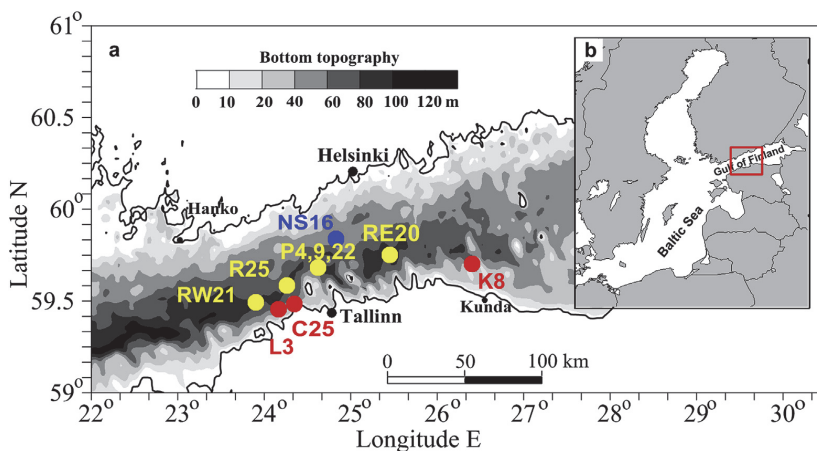 61°
a
Bottom topography
0 10 20 40 60 80 100 120 m
b
60.5
Helsinki
Gulf of Finland
Latitude N
60
Hanko
NS16
P4,9,22
RE20
R25
RW21
Baltic Sea
K8
59.5
Tallinn
Kunda
C25
L3
0 50 100 km
59°
22° 23° 24° 25° 26° 27° 28° 29° 30°
Longitude E